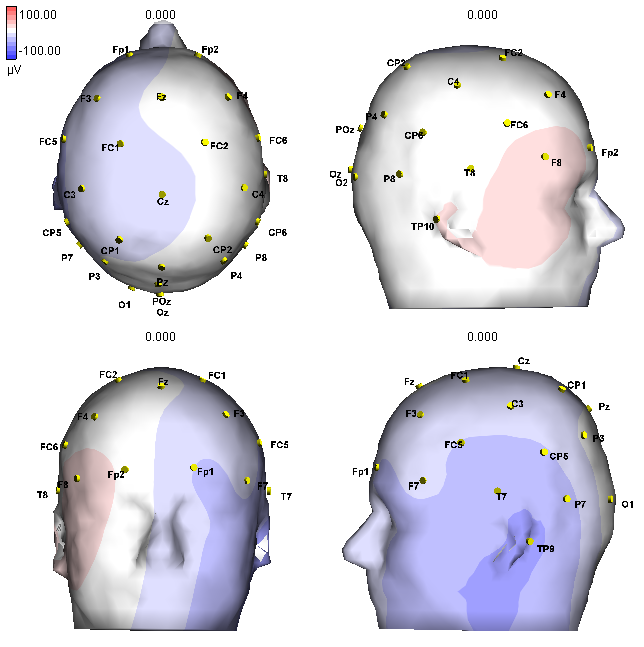 100.00
-100.00
µV
0.000
Fp1
Fp2
F3
Fz
F4
FC5
FC1
FC2
FC6
T8
C3
Cz
C4
CP5
CP1
CP2
CP6
P7
P3
Pz
P4
P8
O1
POz
Oz
0.000
CP2
FC2
C4
F4
P4
POz
CP6
FC6
Fp2
F8
Oz
O2
P8
T8
TP10
0.000
FC2
Fz
FC1
F4
F3
FC6
FC5
F8
Fp2
Fp1
F7
T8
T7
0.000
Cz
Fz
FC1
CP1
F3
C3
Pz
FC5
P3
CP5
Fp1
F7
T7
P7
O1
TP9